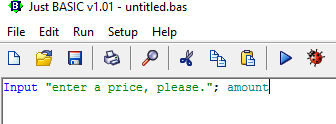 Just BASIC v1.01 - untitled.bas
File Edit Run Setup Help
Input "enter a price, please."; amount